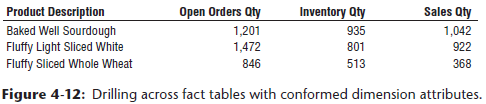 Product Description Open Orders Qty Inventory Qty Sales Qty
Baked Well Sourdough 1,201 935 1,042
Fluffy Light Sliced White 1,472 801 922
Fluffy Sliced Whole Wheat 846 513 368
Figure 4-12: Drilling across fact tables with conformed dimension attributes.